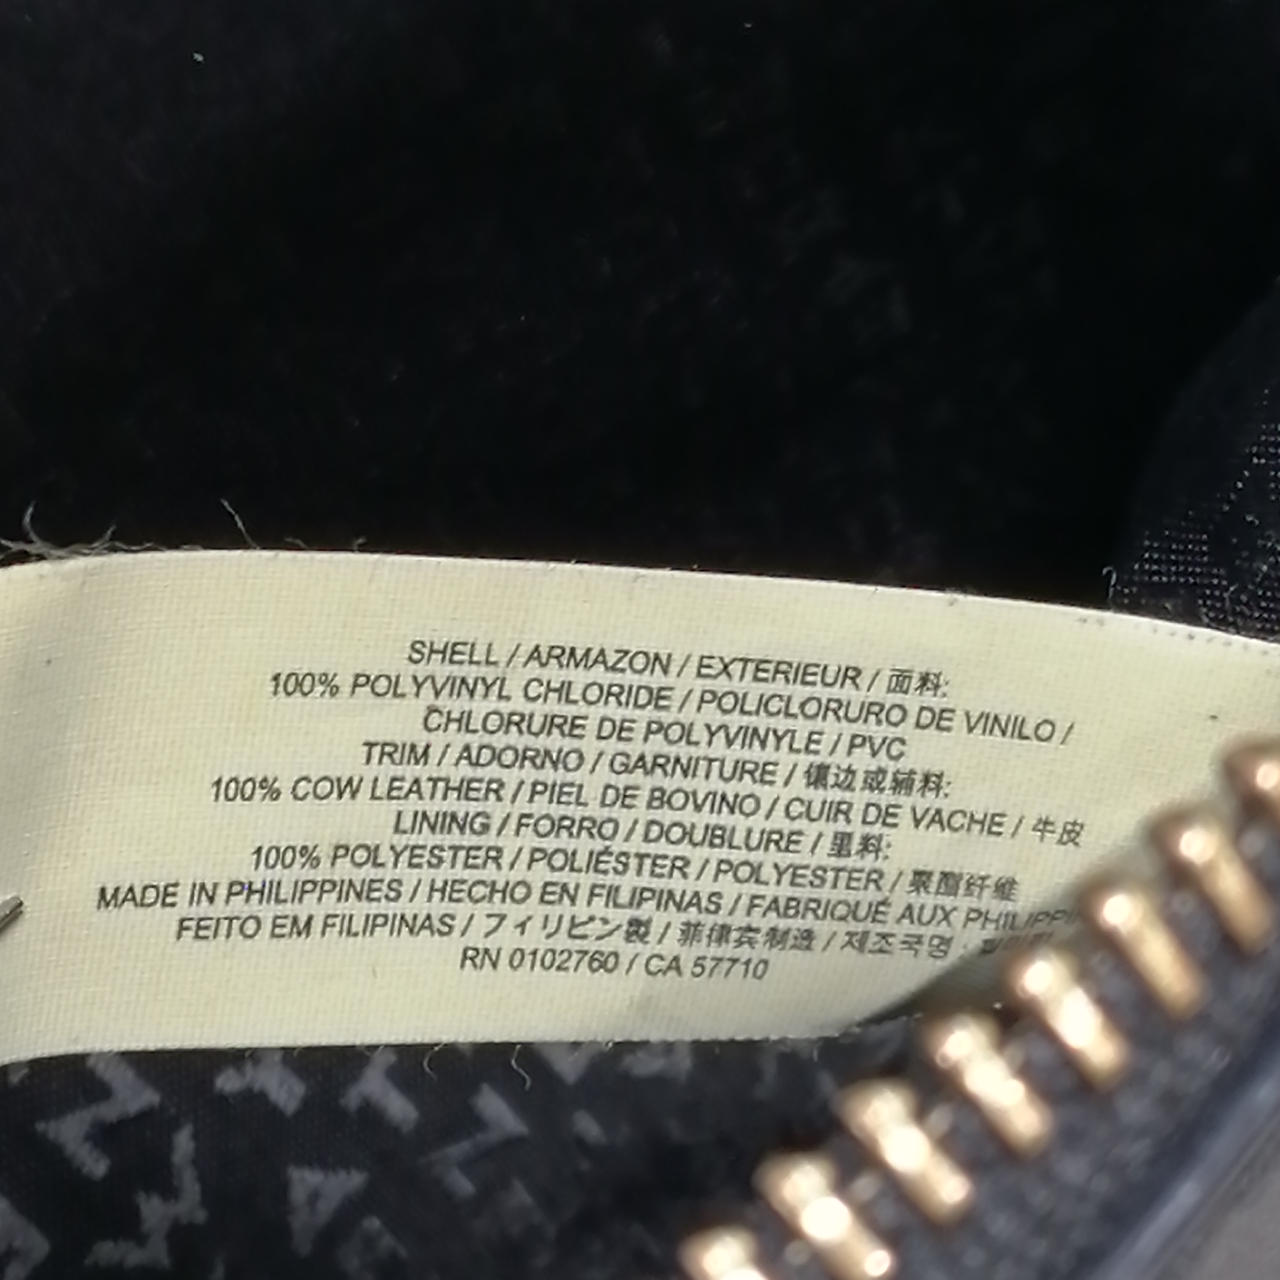 SHELL / ARMAZON / EXTERIEUR / 面料:
100% POLYVINYL CHLORIDE / POLICLORURO DE VINILO /
CHLORURE DE POLYVINYLE / PVC
TRIM / ADORNO / GARNITURE / 镶边或辅料:
100% COW LEATHER / PIEL DE BOVINO / CUIR DE VACHE / 牛皮
LINING / FORRO / DOUBLURE / 里料:
100% POLYESTER / POLIÉSTER / POLYESTER / 聚酯纤维
MADE IN PHILIPPINES / HECHO EN FILIPINAS / FABRIQUÉ AUX
FEITO EM FILIPINAS / フィリピン製 / 菲律宾制造 / 제조국명 :
RN 0102760 / CA 57710